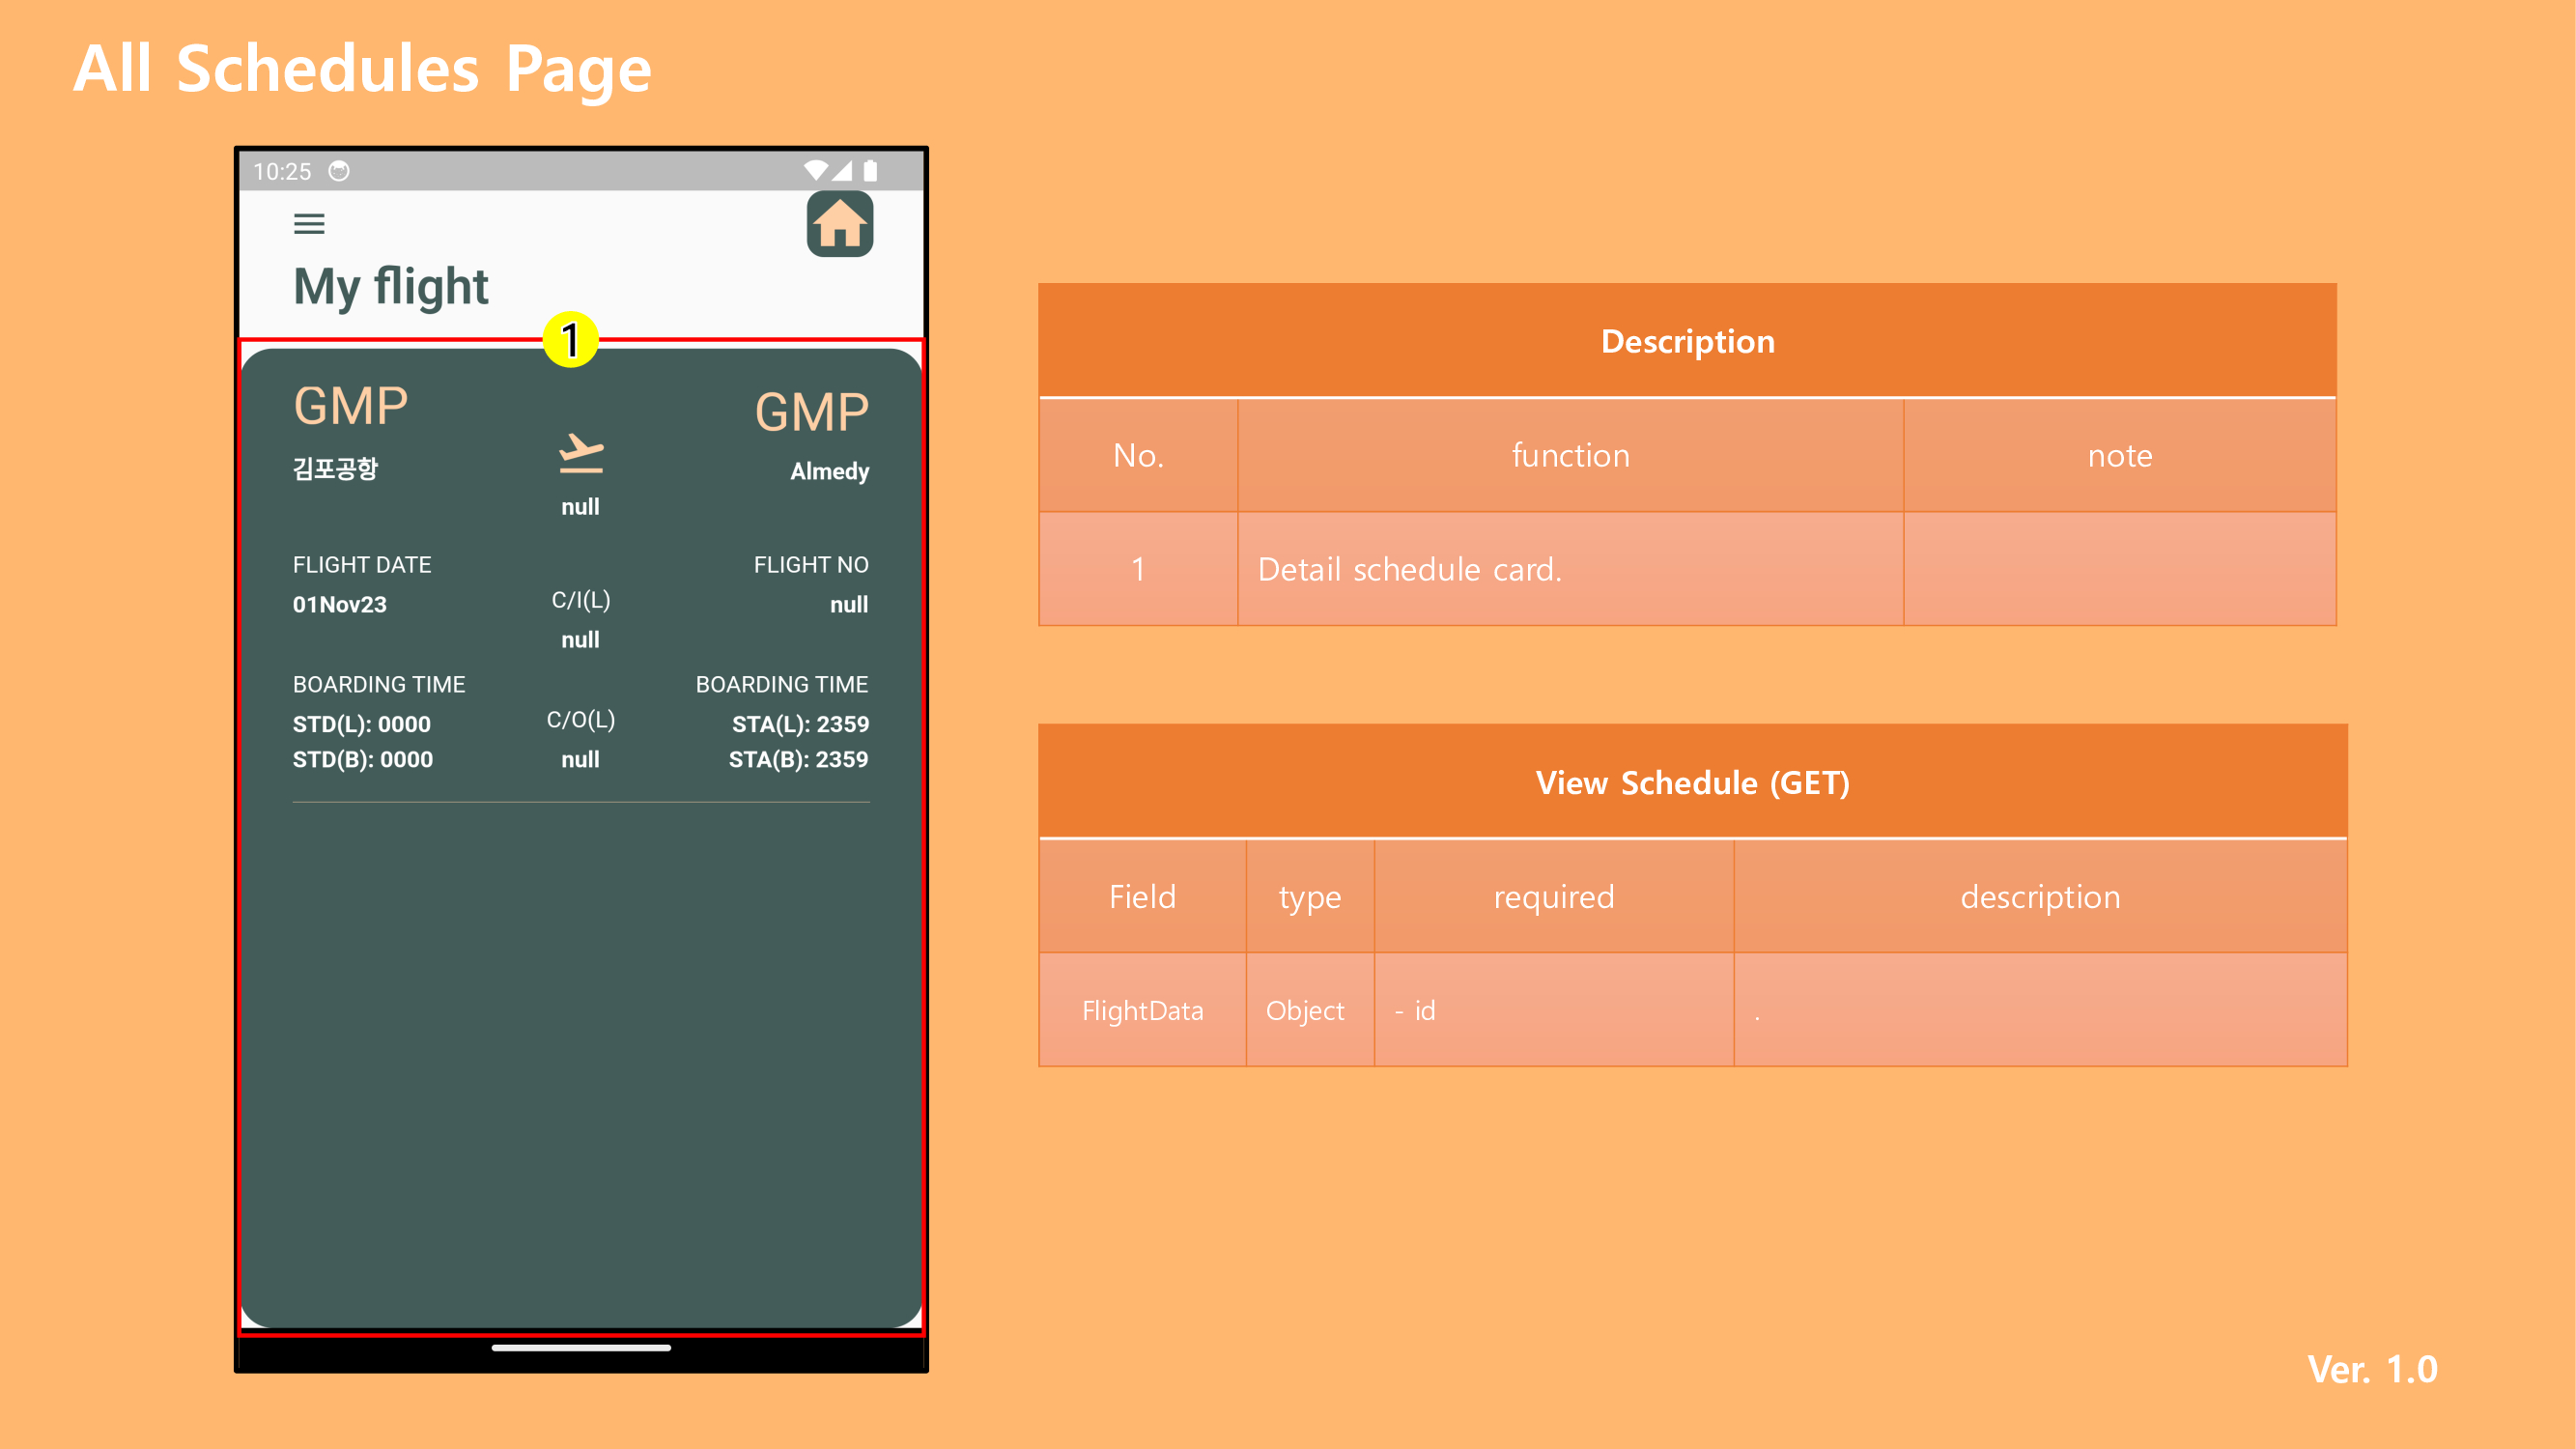 All Schedules Page
10:25
My flight
1
GMP
GMP
김포공항
Almedy
null
FLIGHT DATE
FLIGHT NO
01Nov23
C/I(L)
null
null
BOARDING TIME
BOARDING TIME
STD(L): 0000
C/O(L)
STA(L): 2359
STD(B): 0000
null
STA(B): 2359
Description
No. function note
1 Detail schedule card.
View Schedule (GET)
Field type required description
FlightData Object - id .
Ver. 1.0